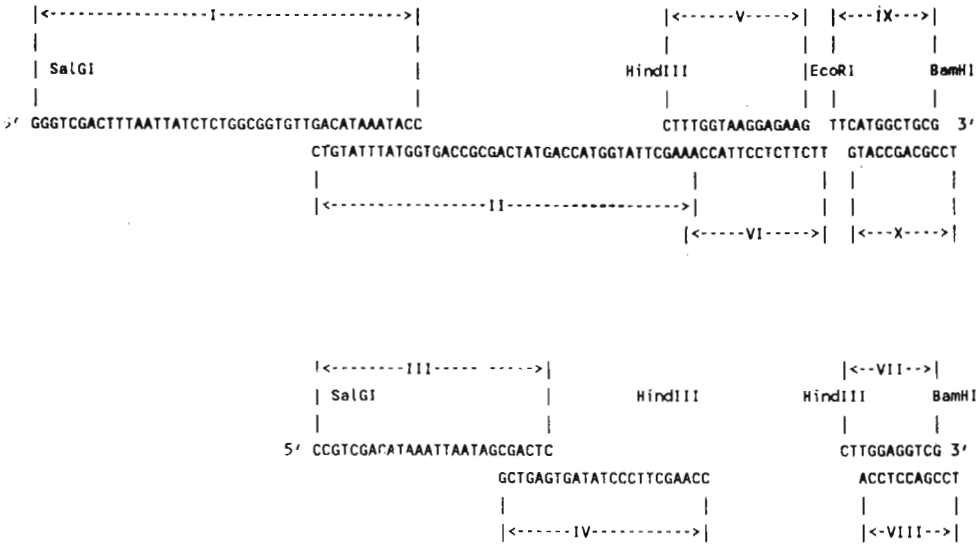 |<------------------I------------------>| |<------V----->| |<---IX--->|
SalGI HindIII EcoRI BamHI
5' GGGTCGACTTTAATTATCTCTGGCGGTGTTGACATAAATACC CTTTGGTAAGGAGAAG TTCATGGCTGCG 3'
CTGTATTTATGGTGACCGCGACTATGACCATGGTATTCGAAACCATTCCTCTTCTT GTACCGACGCCT
|<-----------------II---------------->|
|<-----VI----->| |<---X---->|
|<--------III----------->| |<--VII-->|
SalGI HindIII HindIII BamHI
5' CCGTCGACATAAATTAATAGCGACTC CTTGGAGGTCG 3'
GCTGAGTGATATCCCTTCGAACC ACCTCCAGCCT
|<------IV---------->| |<-VIII-->|